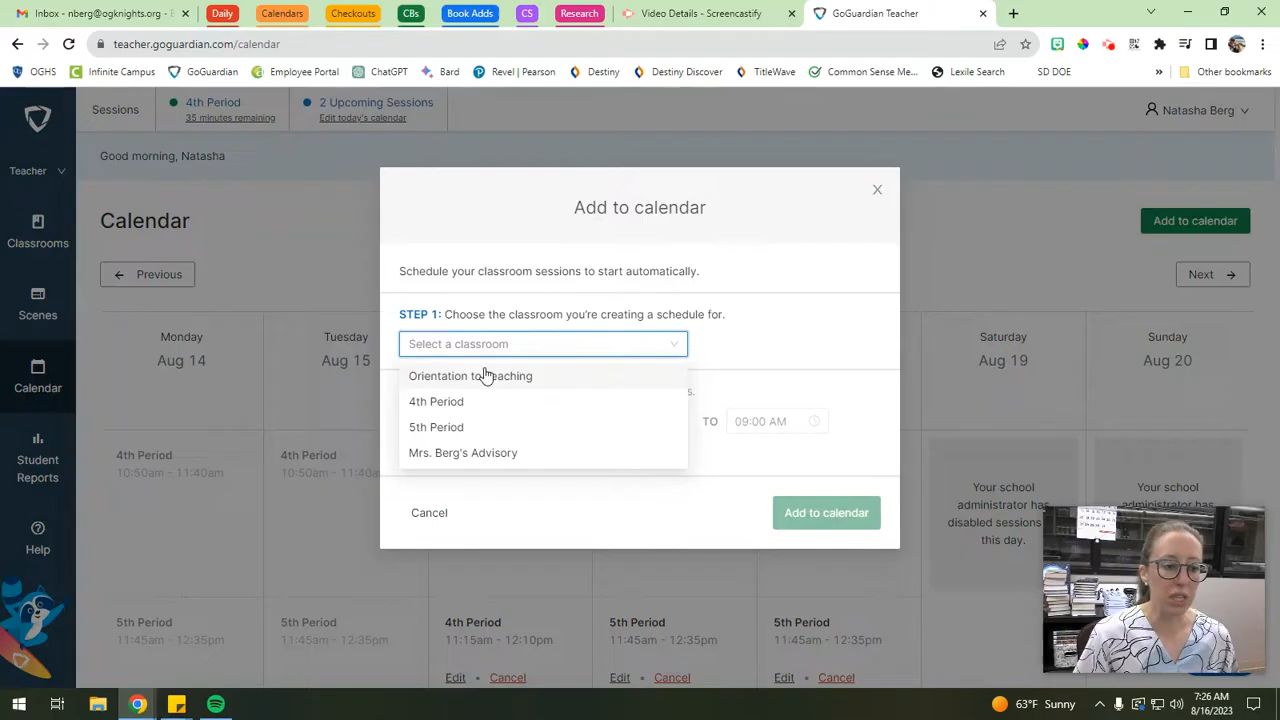 Inbox - nberg@ogknights.org -
Daily
Calendars
Checkouts
CBs
Book Adds
CS
Research
Video Details - Screencastify
GoGuardian Teacher
teacher.goguardian.com/calendar
OGHS
Infinite Campus
GoGuardian
Employee Portal
ChatGPT
Bard
Revel | Pearson
Destiny
Destiny Discover
TitleWave
Common Sense Me...
Lexile Search
SD DOE
Other bookmarks
Sessions
4th Period
35 minutes remaining
2 Upcoming Sessions
Edit today's calendar
Natasha Berg
Teacher
Good morning, Natasha
Classrooms
Scenes
Calendar
Student
Reports
Help
Calendar
Add to calendar
Previous
Next
Monday
Aug 14
Tuesday
Aug 15
Saturday
Aug 19
Sunday
Aug 20
Add to calendar
X
Schedule your classroom sessions to start automatically.
STEP 1: Choose the classroom you're creating a schedule for.
Select a classroom
Orientation to Teaching
4th Period
5th Period
Mrs. Berg's Advisory
s.
TO
09:00 AM
Cancel
Add to calendar
4th Period
10:50am - 11:40am
4th Period
10:50am - 11:40am
Your school
administrator has
disabled sessions
this day.
Your school
5th Period
11:45am - 12:35pm
5th Period
11:45am - 12:35pm
4th Period
11:15am - 12:10pm
Edit • Cancel
5th Period
11:45am - 12:35pm
Edit • Cancel
5th Period
11:45am - 12:35pm
Edit • Cancel
63°F Sunny
7:26 AM
8/16/2023